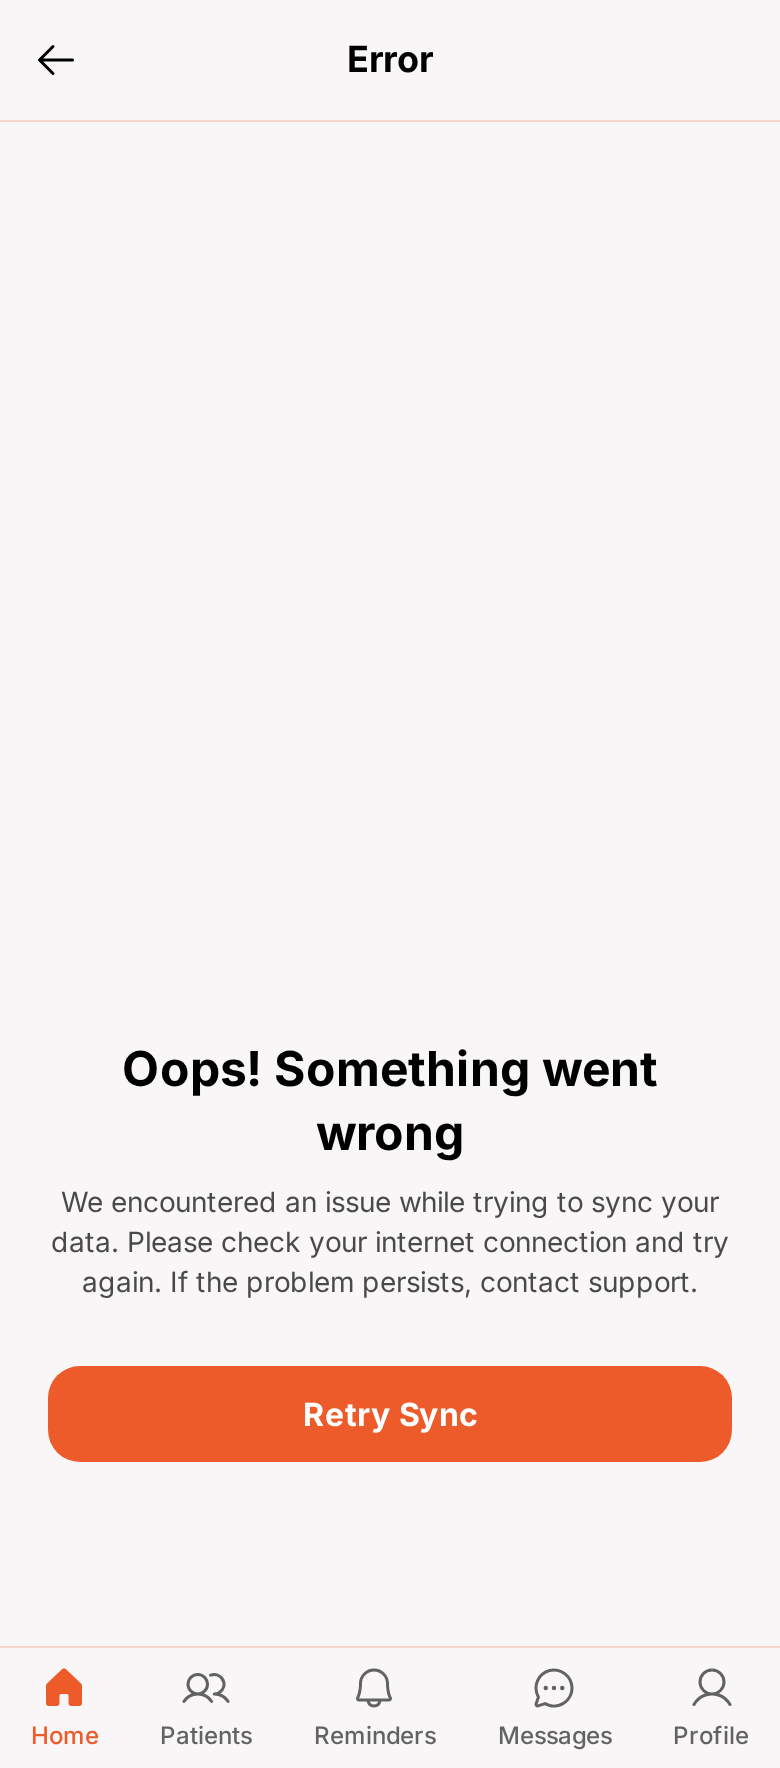 Error
Oops! Something went
wrong
We encountered an issue while trying to sync your
data. Please check your internet connection and try
again. If the problem persists, contact support.
Retry Sync
Home
Patients
Reminders
Messages
Profile